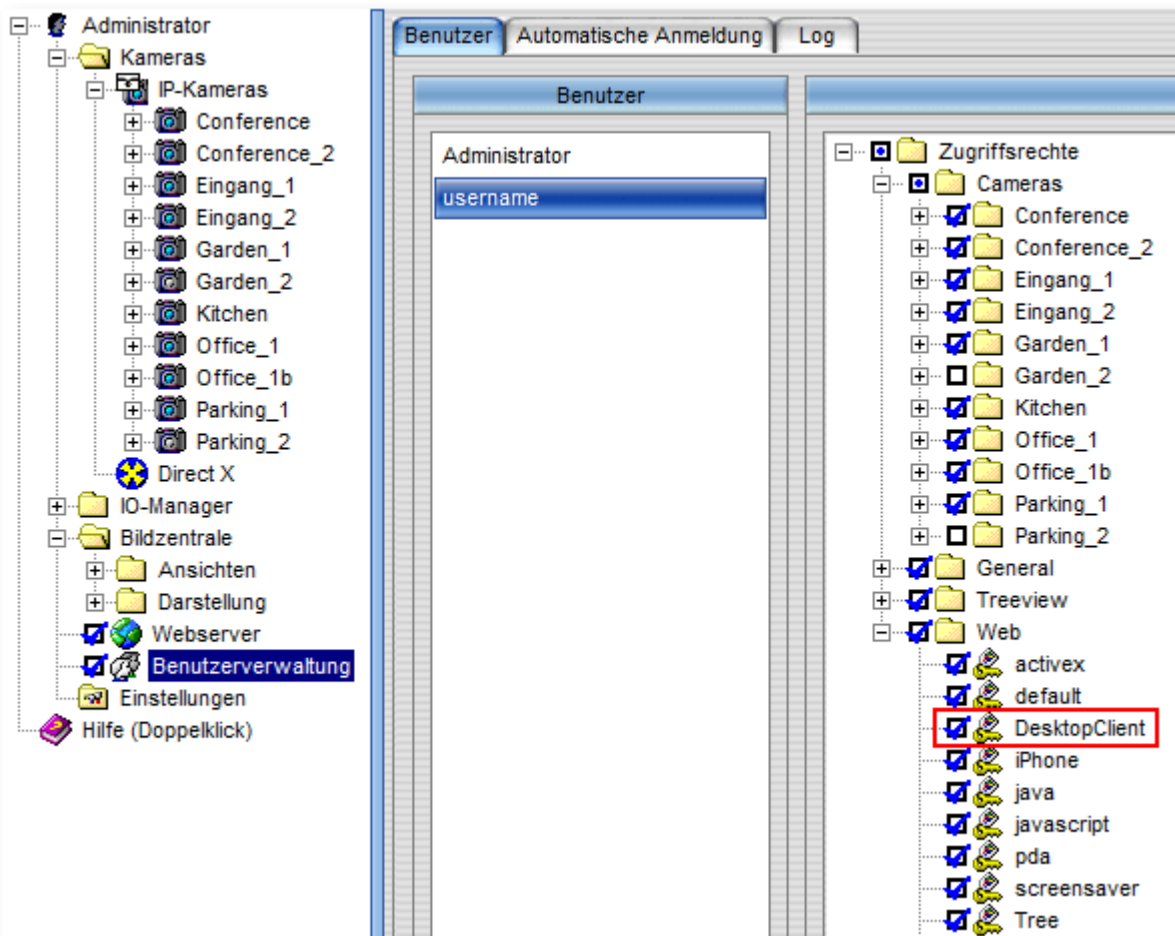 Administrator
Kameras
IP-Kameras
Conference
Conference_2
Eingang_1
Eingang_2
Garden_1
Garden_2
Kitchen
Office_1
Office_1b
Parking_1
Parking_2
Direct X
IO-Manager
Bildzentrale
Ansichten
Darstellung
Webserver
Benutzerverwaltung
Einstellungen
Hilfe (Doppelklick)
Benutzer Automatische Anmeldung Log
Benutzer
Administrator
username
Zugriffsrechte
Cameras
Conference
Conference_2
Eingang_1
Eingang_2
Garden_1
Garden_2
Kitchen
Office_1
Office_1b
Parking_1
Parking_2
General
Treeview
Web
activex
default
DesktopClient
iPhone
java
javascript
pda
screensaver
Tree